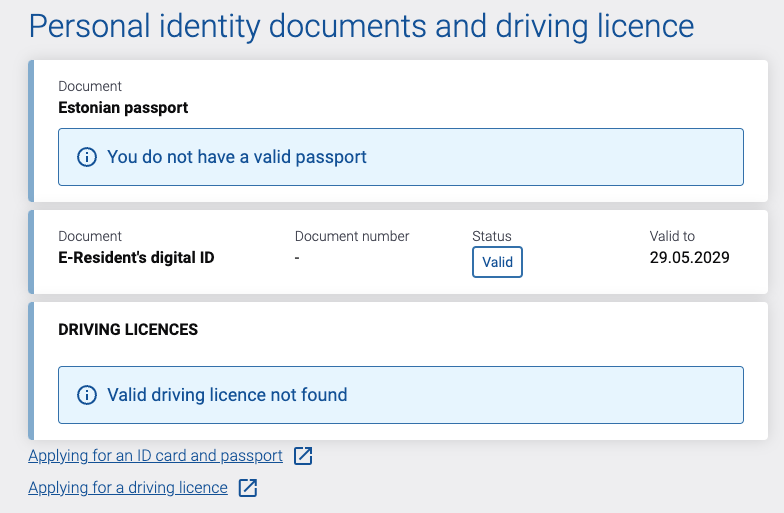 Personal identity documents and driving licence
Document
Estonian passport
You do not have a valid passport
Document Document number Status Valid to
E-Resident's digital ID - Valid 29.05.2029
DRIVING LICENCES
Valid driving licence not found
Applying for an ID card and passport
Applying for a driving licence